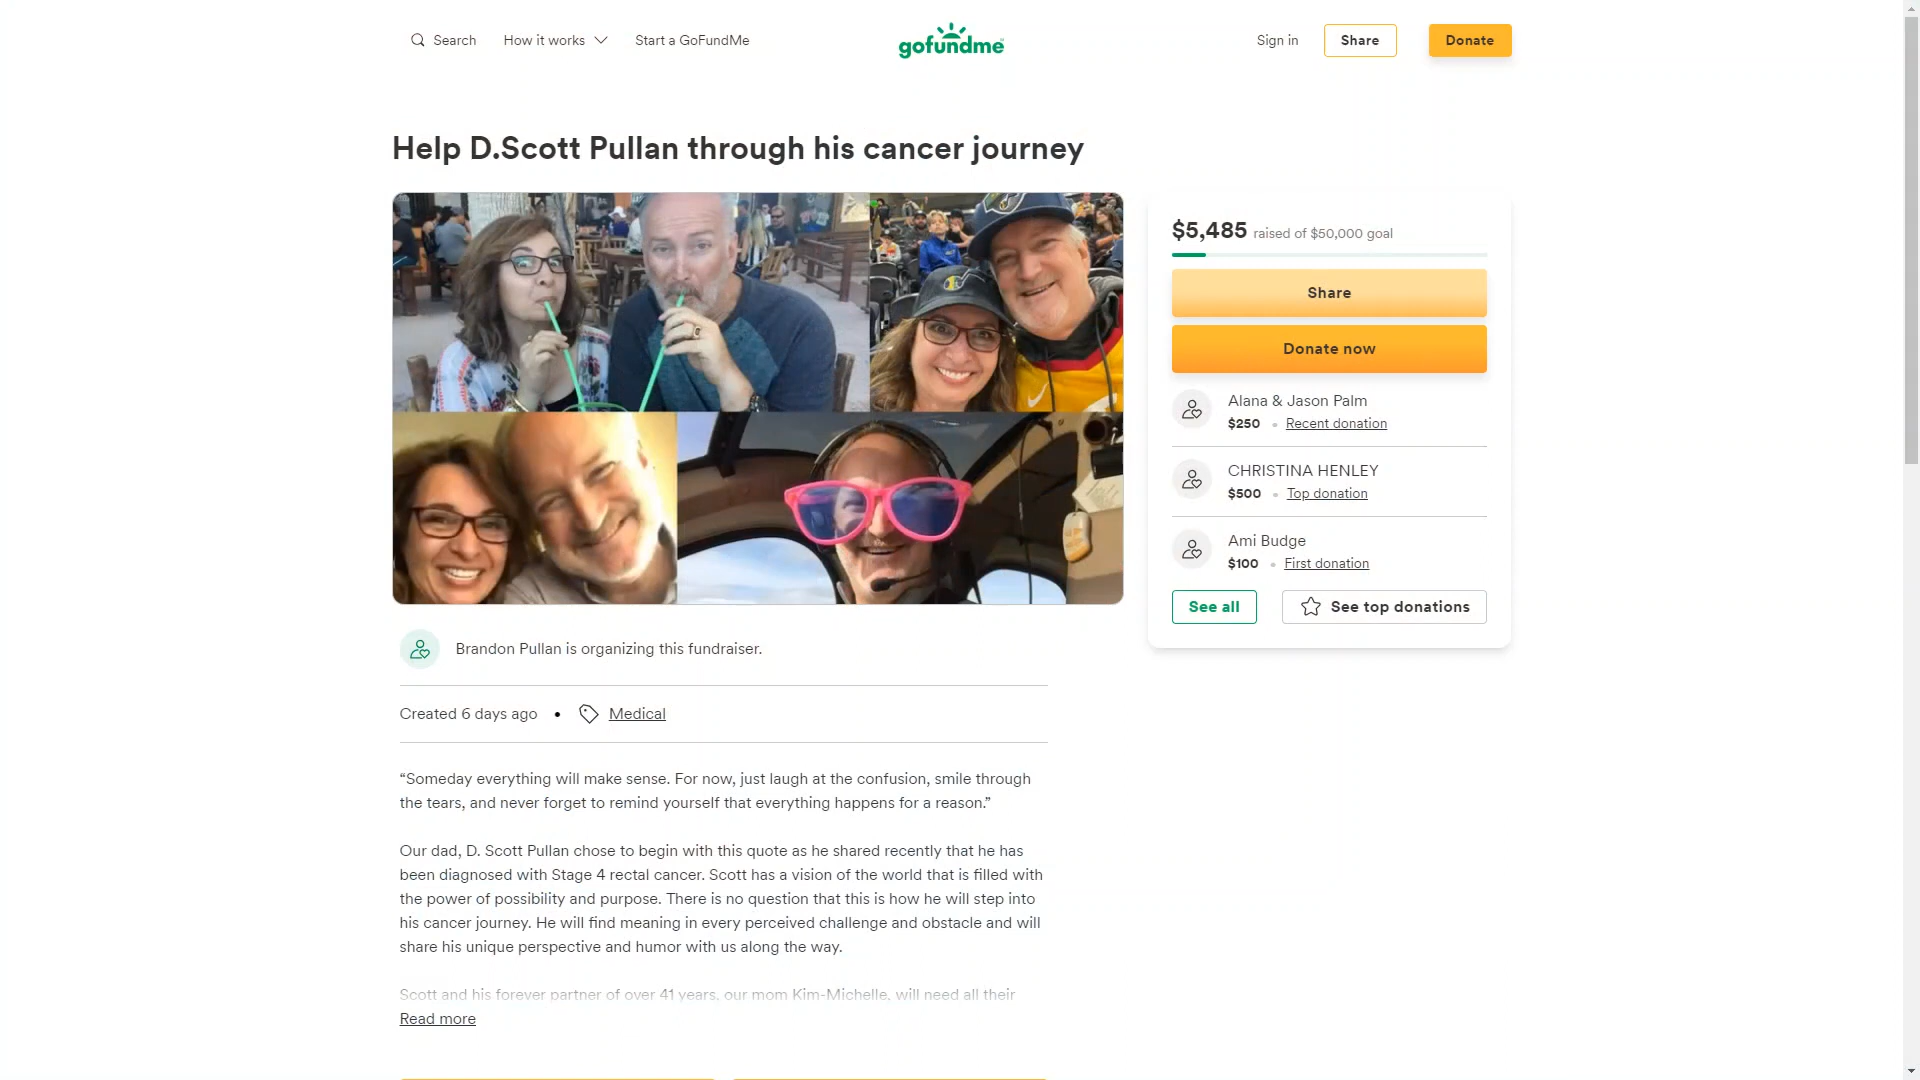 Search
How it works
Start a GoFundMe
gofundme
Sign in
Share
Donate
Help D.Scott Pullan through his cancer journey
$5,485 raised of $50,000 goal
Share
Donate now
Alana & Jason Palm
$250 • Recent donation
CHRISTINA HENLEY
$500 • Top donation
Ami Budge
$100 • First donation
See all
See top donations
Brandon Pullan is organizing this fundraiser.
Created 6 days ago • Medical
“Someday everything will make sense. For now, just laugh at the confusion, smile through
the tears, and never forget to remind yourself that everything happens for a reason.”
Our dad, D. Scott Pullan chose to begin with this quote as he shared recently that he has
been diagnosed with Stage 4 rectal cancer. Scott has a vision of the world that is filled with
the power of possibility and purpose. There is no question that this is how he will step into
his cancer journey. He will find meaning in every perceived challenge and obstacle and will
share his unique perspective and humor with us along the way.
Scott and his forever partner of over 41 years, our mom Kim-Michelle, will need all their
Read more